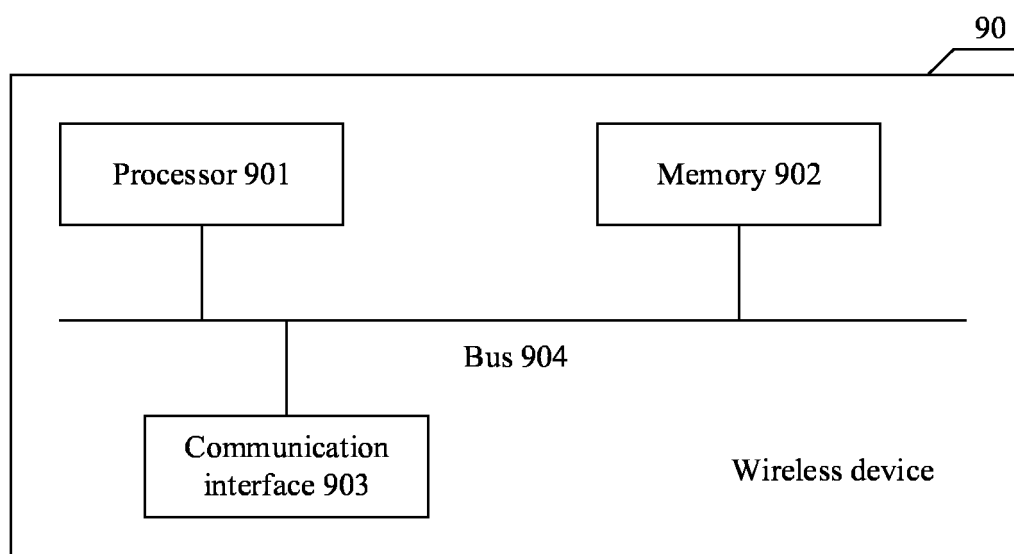 90
Processor 901
Memory 902
Bus 904
Communication
interface 903
Wireless device